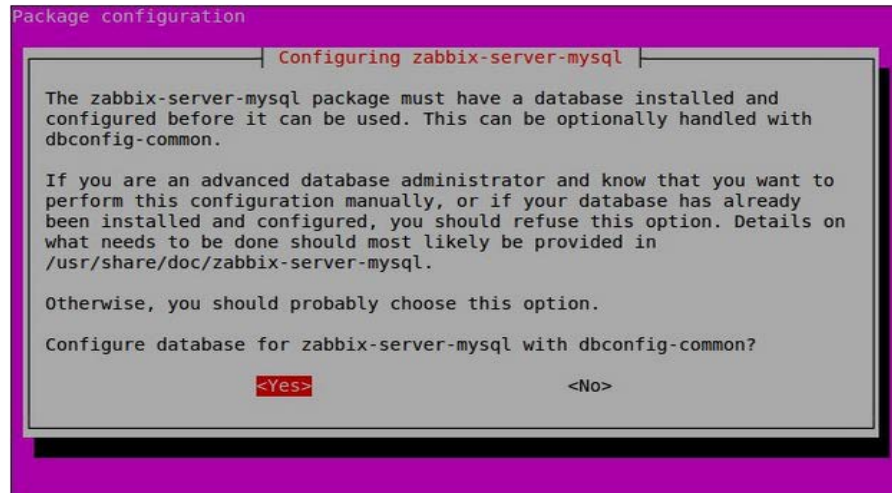 Package configuration
Configuring zabbix-server-mysql
The zabbix-server-mysql package must have a database installed and
configured before it can be used. This can be optionally handled with
dbconfig-common.
If you are an advanced database administrator and know that you want to
perform this configuration manually, or if your database has already
been installed and configured, you should refuse this option. Details on
what needs to be done should most likely be provided in
/usr/share/doc/zabbix-server-mysql.
Otherwise, you should probably choose this option.
Configure database for zabbix-server-mysql with dbconfig-common?
<Yes> <No>